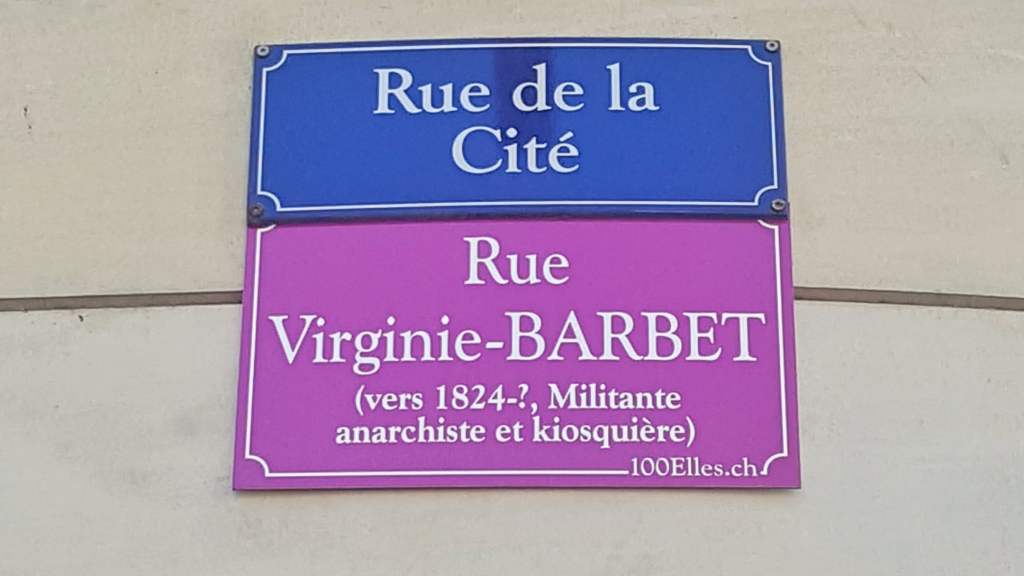 Rue de la
Cité
Rue
Virginie-BARBET
(vers 1824-?, Militante
anarchiste et kiosquière)
100Elles.ch